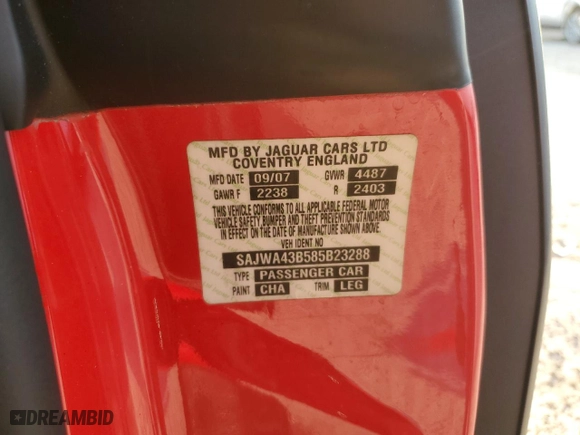 MFD BY JAGUAR CARS LTD
COVENTRY ENGLAND
MFD DATE 09/07 GVWR 4487
GAWR F 2238 R 2403
THIS VEHICLE CONFORMS TO ALL APPLICABLE FEDERAL MOTOR
VEHICLE SAFETY, BUMPER AND THEFT PREVENTION STANDARDS
IN EFFECT ON THE DATE OF MANUFACTURE SHOWN ABOVE.
VEH IDENT NO
SAJWA43B585B23288
TYPE PASSENGER CAR
PAINT CHA TRIM LEG
DREAMBID